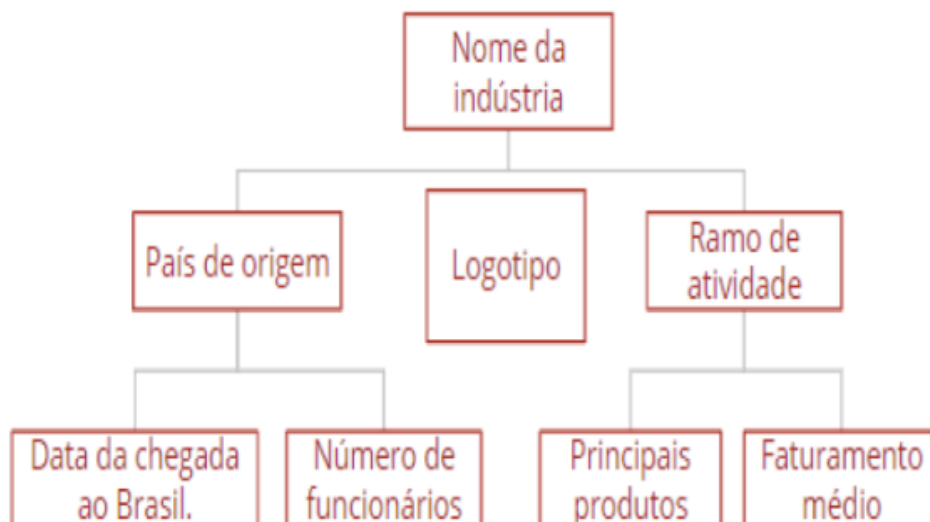 Nome da
indústria
País de origem
Logotipo
Ramo de
atividade
Data da chegada
ao Brasil.
Número de
funcionários
Principais
produtos
Faturamento
médio